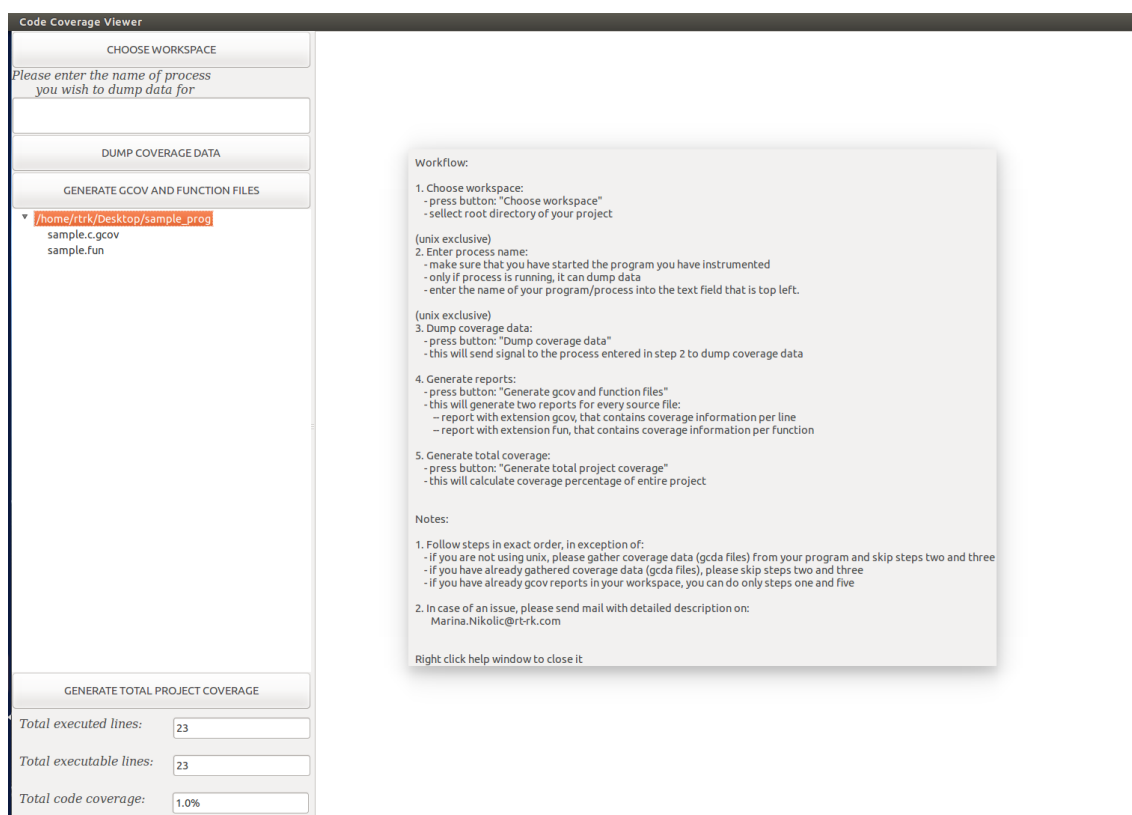 Code Coverage Viewer
CHOOSE WORKSPACE
Please enter the name of process
you wish to dump data for
DUMP COVERAGE DATA
GENERATE GCOV AND FUNCTION FILES
/home/rtrk/Desktop/sample_prog
sample.c.gcov
sample.fun
GENERATE TOTAL PROJECT COVERAGE
Total executed lines: 23
Total executable lines: 23
Total code coverage: 1.0%
Workflow:
1. Choose workspace:
- press button: "Choose workspace"
- sellect root directory of your project
(unix exclusive)
2. Enter process name:
- make sure that you have started the program you have instrumented
- only if process is running, it can dump data
- enter the name of your program/process into the text field that is top left.
(unix exclusive)
3. Dump coverage data:
- press button: "Dump coverage data"
- this will send signal to the process entered in step 2 to dump coverage data
4. Generate reports:
- press button: "Generate gcov and function files"
- this will generate two reports for every source file:
-- report with extension gcov, that contains coverage information per line
-- report with extension fun, that contains coverage information per function
5. Generate total coverage:
- press button: "Generate total project coverage"
- this will calculate coverage percentage of entire project
Notes:
1. Follow steps in exact order, in exception of:
- if you are not using unix, please gather coverage data (gcda files) from your program and skip steps two and three
- if you have already gathered coverage data (gcda files), please skip steps two and three
- if you have already gcov reports in your workspace, you can do only steps one and five
2. In case of an issue, please send mail with detailed description on:
Marina.Nikolic@rt-rk.com
Right click help window to close it